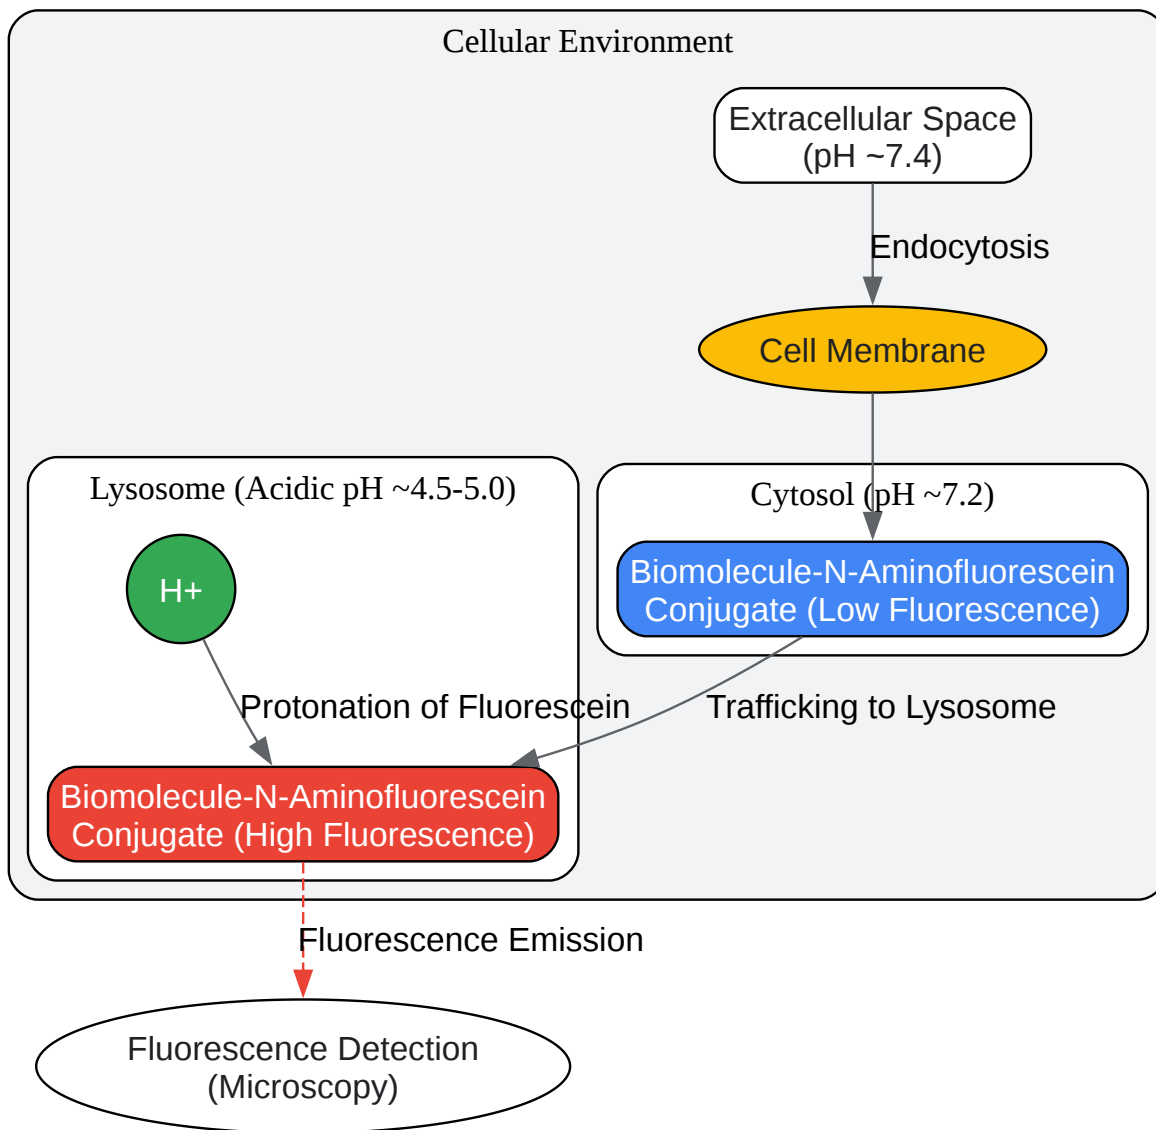 Cellular Environment
Extracellular Space
(pH ~7.4)
Endocytosis
Cell Membrane
Lysosome (Acidic pH ~4.5-5.0)
Cytosol (pH ~7.2)
H+
Biomolecule-N-Aminofluorescein
Conjugate (Low Fluorescence)
Protonation of Fluorescein
Trafficking to Lysosome
Biomolecule-N-Aminofluorescein
Conjugate (High Fluorescence)
Fluorescence Emission
Fluorescence Detection
(Microscopy)